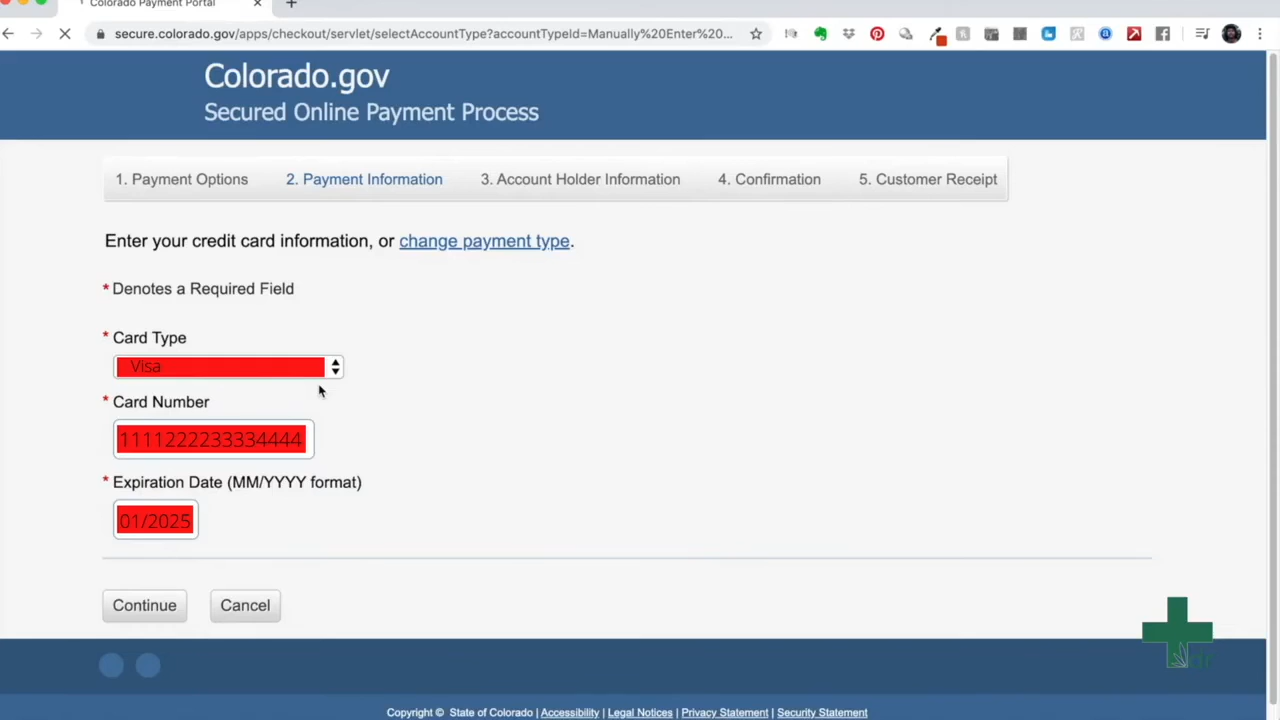 Colorado Payment Portal
secure.colorado.gov/apps/checkout/servlet/selectAccountType?accountTypeId=Manually%20Enter%20...
Colorado.gov
Secured Online Payment Process
1. Payment Options 2. Payment Information 3. Account Holder Information 4. Confirmation 5. Customer Receipt
Enter your credit card information, or change payment type.
* Denotes a Required Field
* Card Type
Visa
* Card Number
1111222233334444
* Expiration Date (MM/YYYY format)
01/2025
Continue Cancel
Copyright © State of Colorado | Accessibility | Legal Notices | Privacy Statement | Security Statement